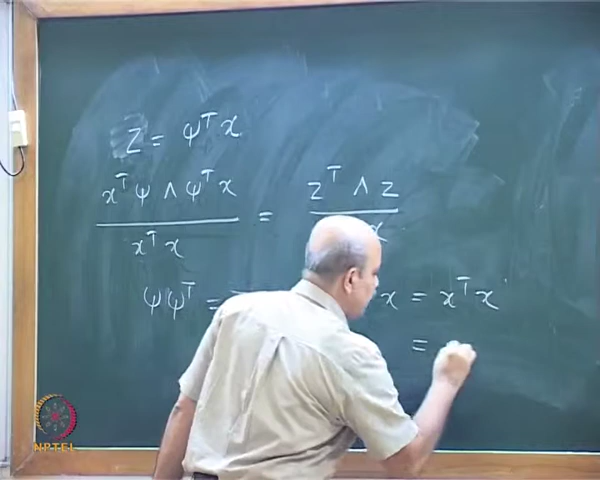 Z = ψᵀx
xᵀψ Λ ψᵀx / xᵀx = zᵀ Λ z / x
ψψᵀ = x = xᵀx
=
NPTEL